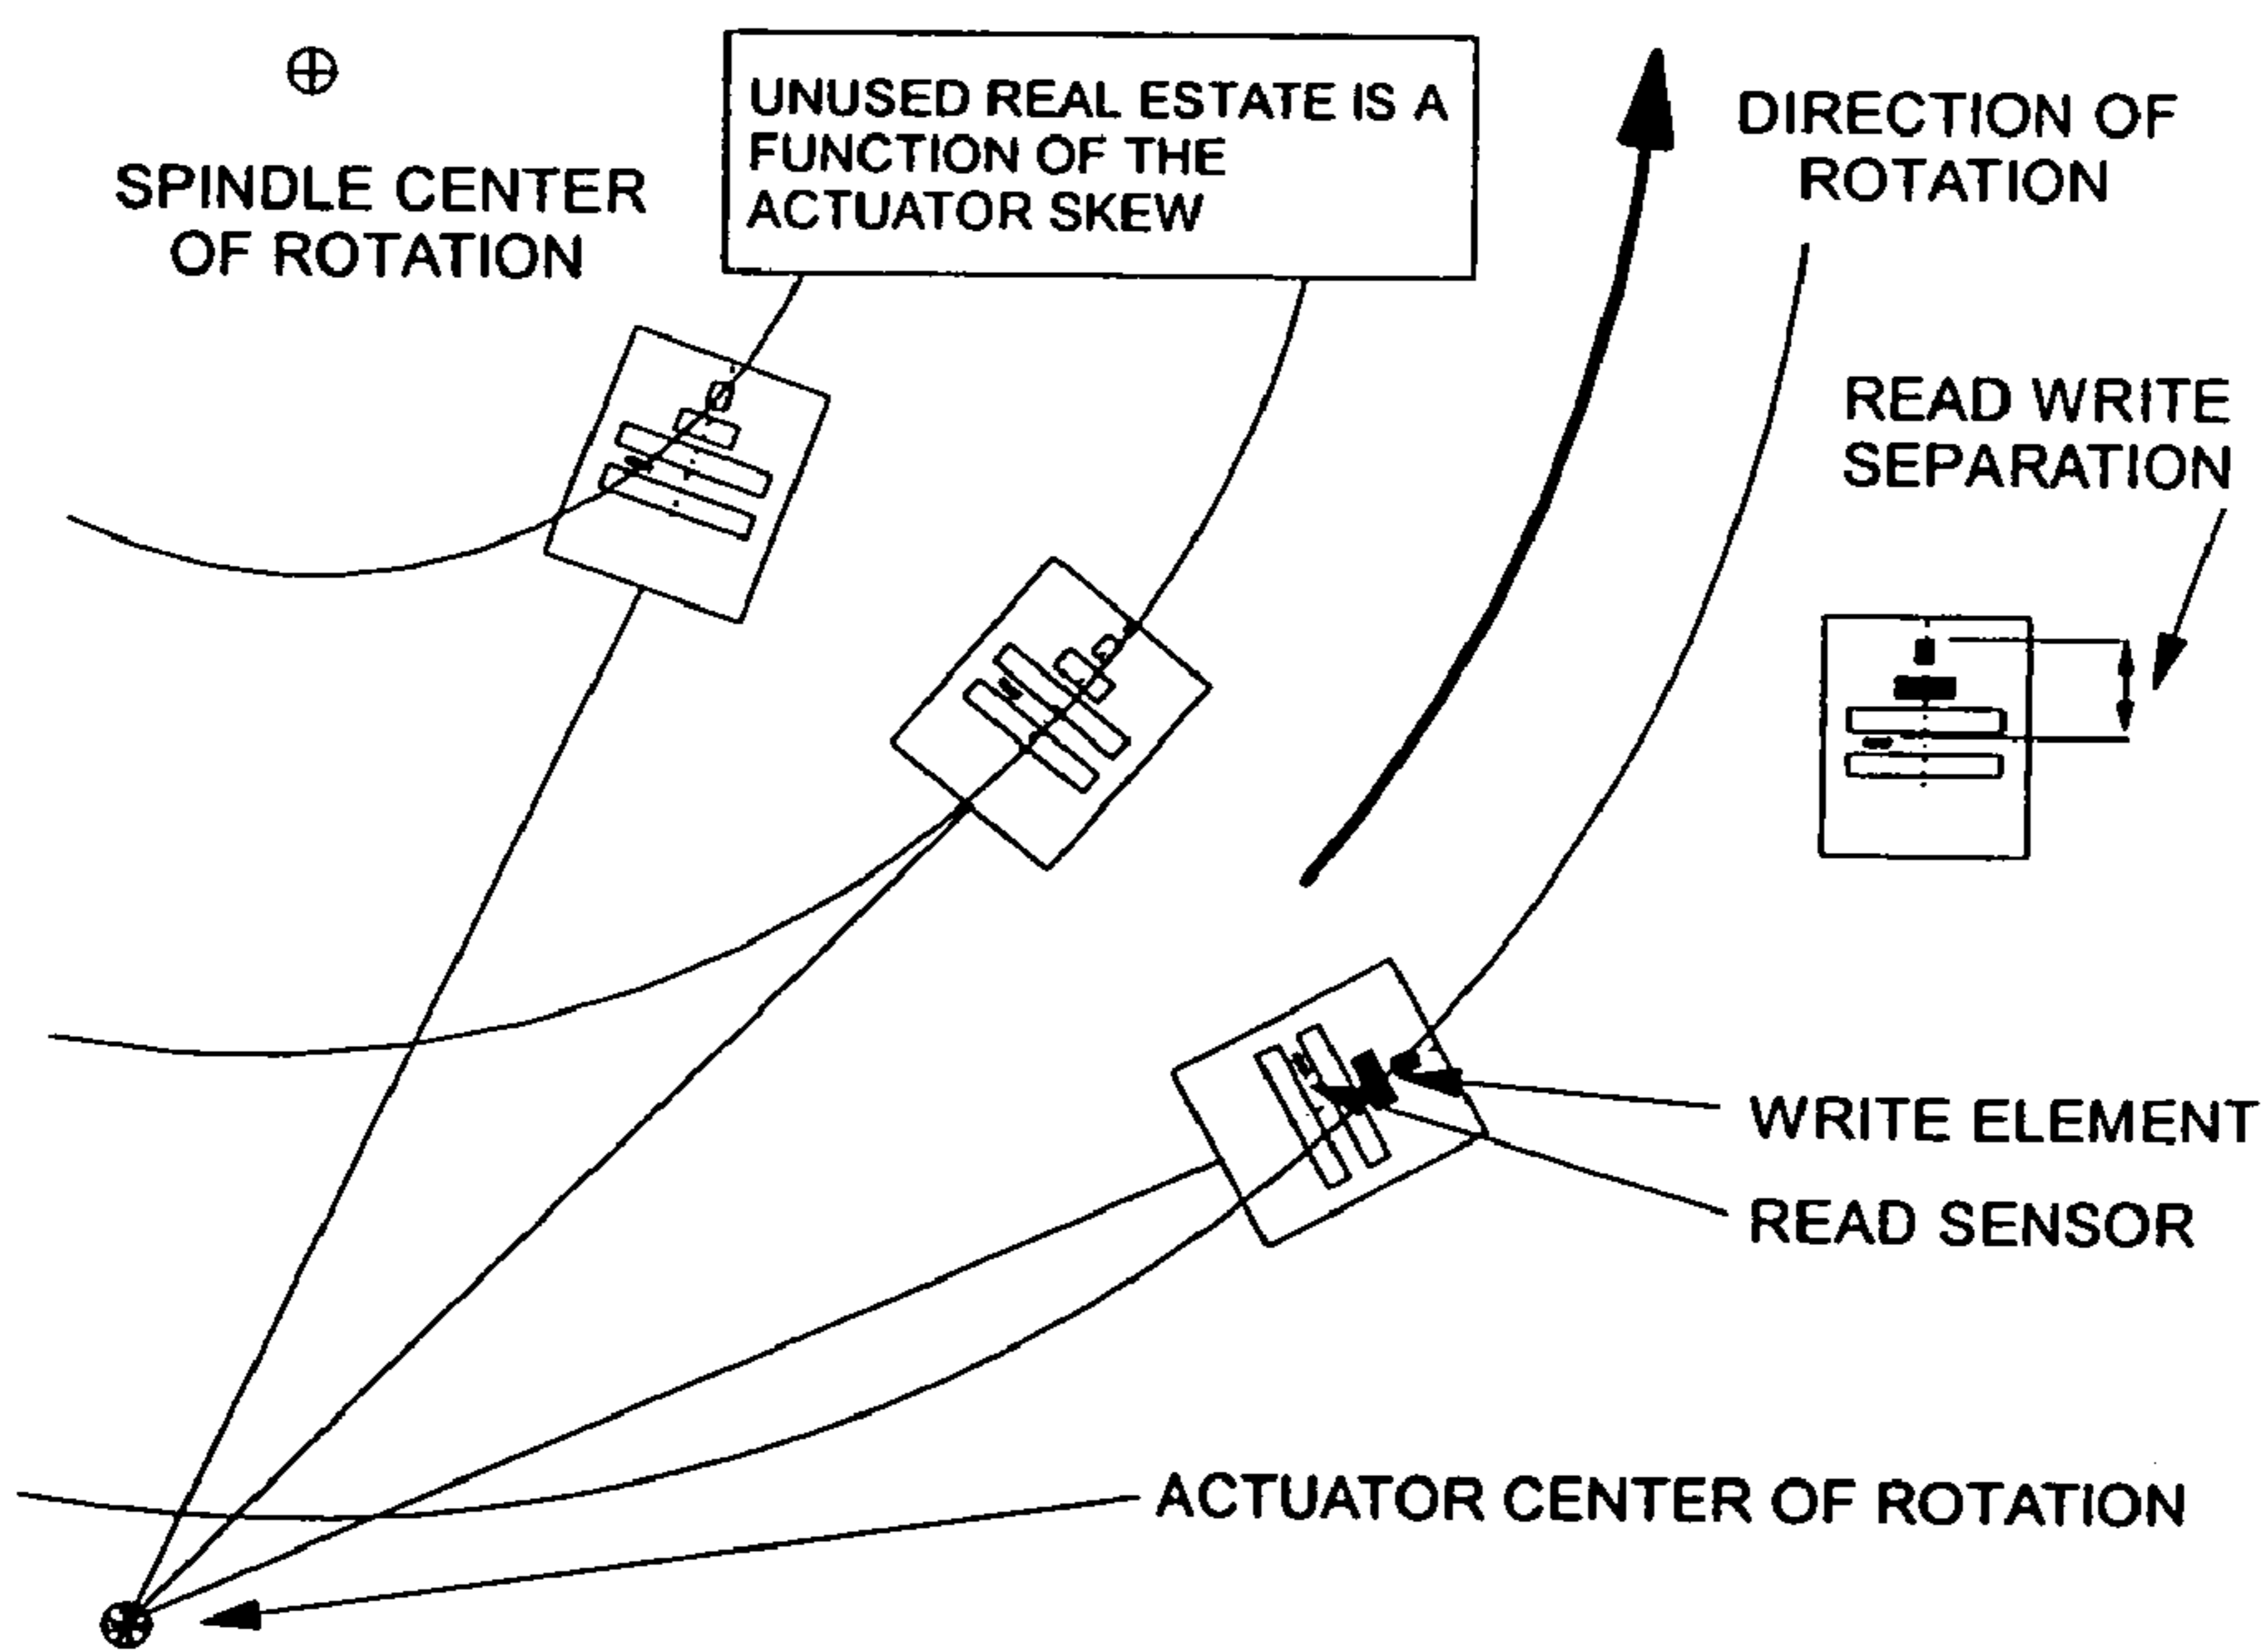 SPINDLE CENTER
OF ROTATION
UNUSED REAL ESTATE IS A
FUNCTION OF THE
ACTUATOR SKEW
DIRECTION OF
ROTATION
READ WRITE
SEPARATION
WRITE ELEMENT
READ SENSOR
ACTUATOR CENTER OF ROTATION